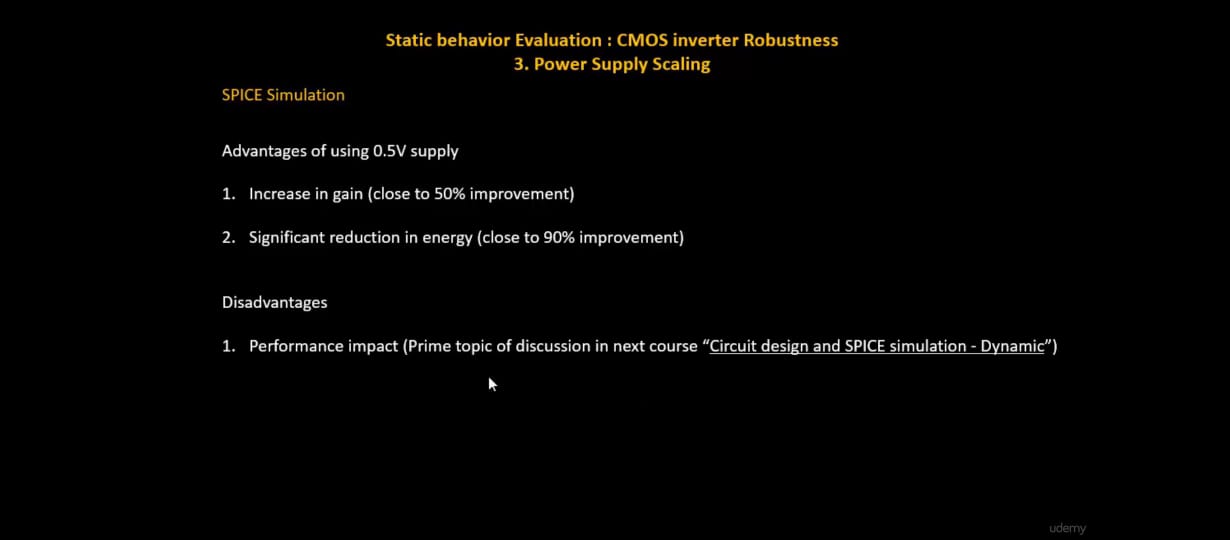 Static behavior Evaluation : CMOS inverter Robustness
3. Power Supply Scaling
SPICE Simulation
Advantages of using 0.5V supply
1. Increase in gain (close to 50% improvement)
2. Significant reduction in energy (close to 90% improvement)
Disadvantages
1. Performance impact (Prime topic of discussion in next course “Circuit design and SPICE simulation - Dynamic”)
udemy